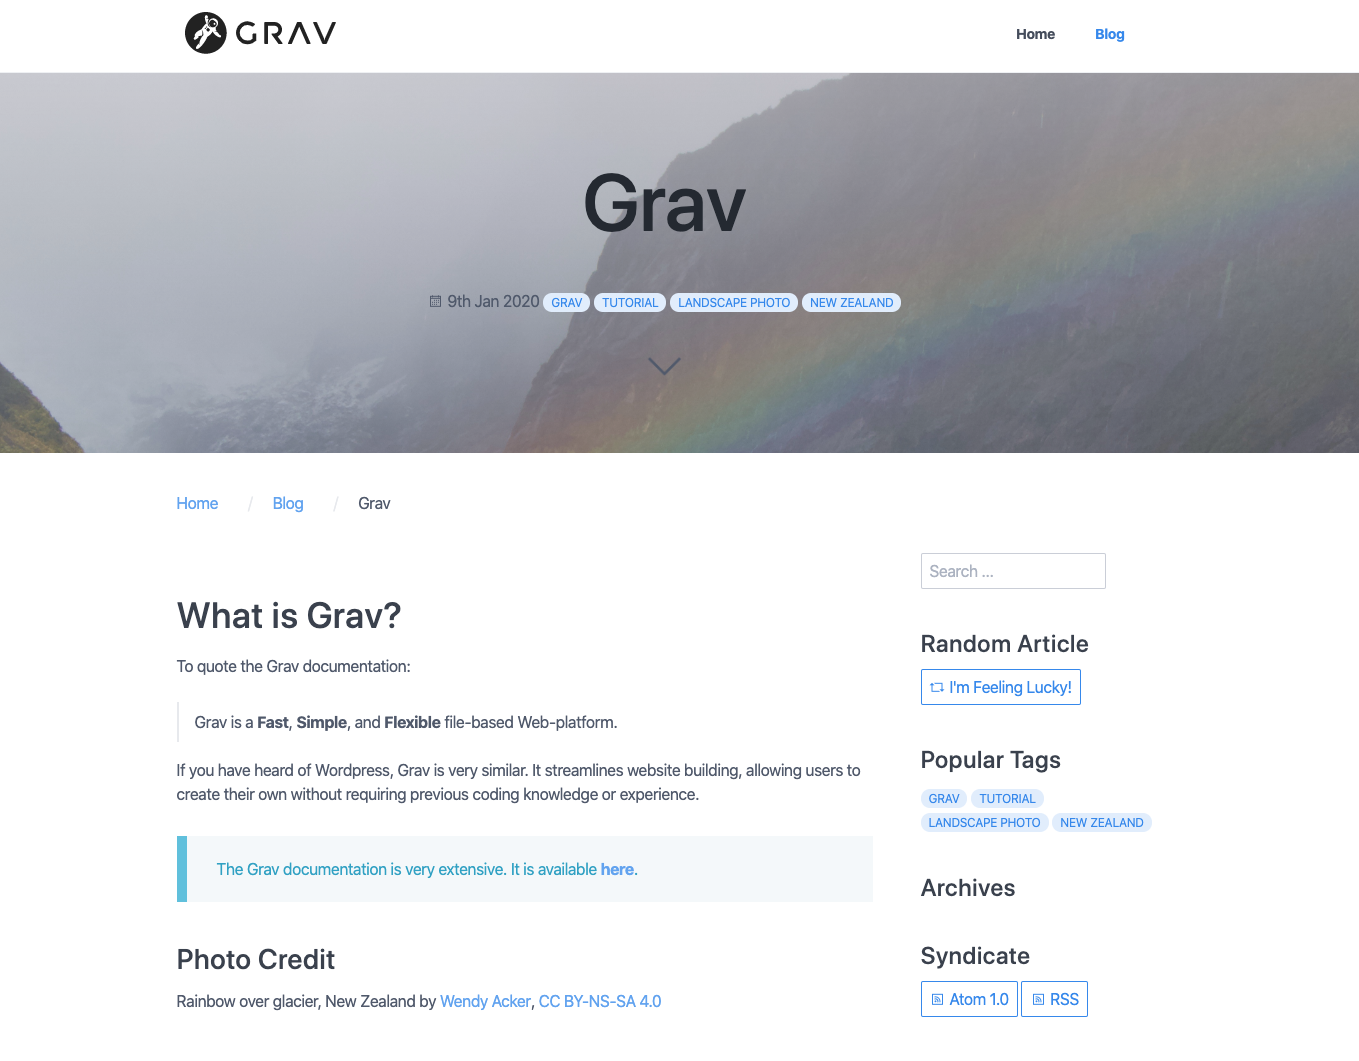 GRAV
Home Blog
Grav
9th Jan 2020 GRAV TUTORIAL LANDSCAPE PHOTO NEW ZEALAND
Home / Blog / Grav
What is Grav?
To quote the Grav documentation:
Grav is a Fast, Simple, and Flexible file-based Web-platform.
If you have heard of Wordpress, Grav is very similar. It streamlines website building, allowing users to
create their own without requiring previous coding knowledge or experience.
The Grav documentation is very extensive. It is available here.
Photo Credit
Rainbow over glacier, New Zealand by Wendy Acker, CC BY-NS-SA 4.0
Search ...
Random Article
I'm Feeling Lucky!
Popular Tags
GRAV TUTORIAL
LANDSCAPE PHOTO NEW ZEALAND
Archives
Syndicate
Atom 1.0 RSS